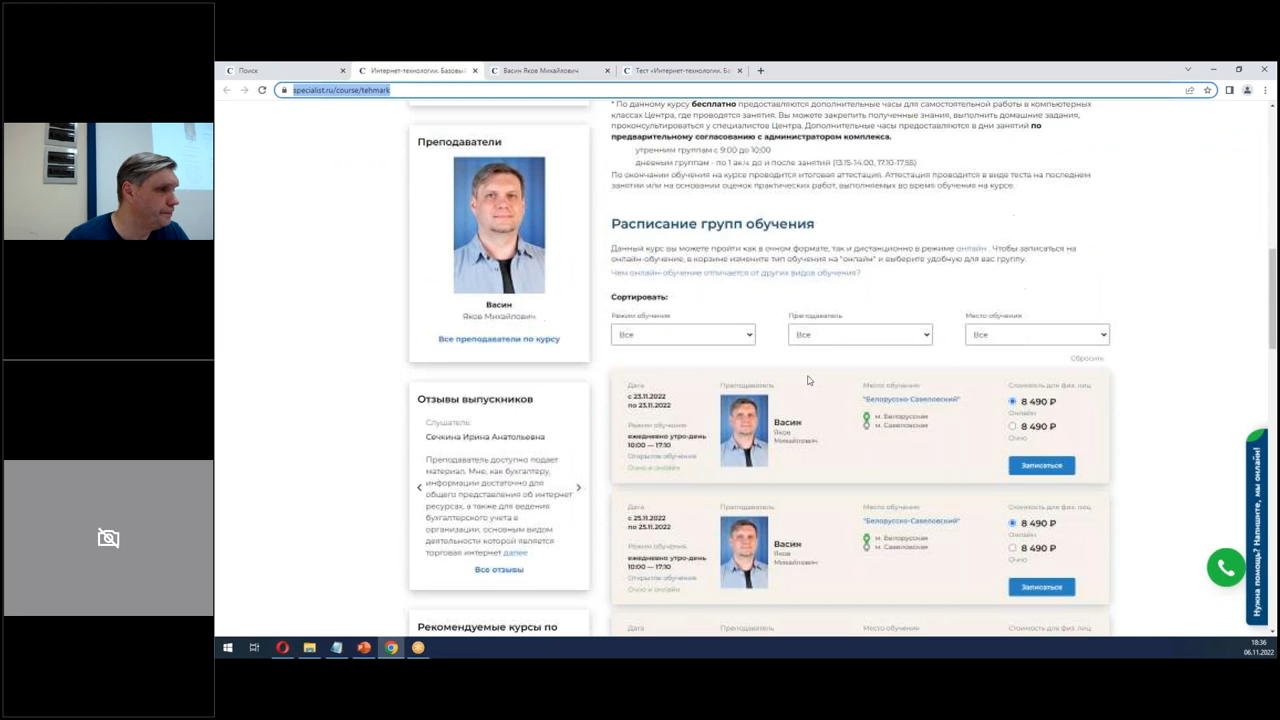 Поиск
Интернет-технологии. Базовый
Васин Яков Михайлович
Тест «Интернет-технологии. Ба
specialist.ru/course/tehmark
* По данному курсу бесплатно предоставляются дополнительные часы для самостоятельной работы в компьютерных
классах Центра, где проводятся занятия. Вы можете закрепить полученные знания, выполнить домашние задания,
проконсультироваться у специалистов Центра. Дополнительные часы предоставляются в дни занятий по
предварительному согласованию с администратором комплекса.
утренним группам с 9:00 до 10:00
дневным группам - по 1 ак.ч. до и после занятий (13.15-14.00, 17.10-17.55)
По окончании обучения на курсе проводится итоговая аттестация. Аттестация проводится в виде теста на последнем
занятии или на основании оценок практических работ, выполняемых во время обучения на курсе.
Преподаватели
Васин
Яков Михайлович
Все преподаватели по курсу
Отзывы выпускников
Слушатель:
Сечкина Ирина Анатольевна
Преподаватель доступно подает
материал. Мне, как бухгалтеру,
информации достаточно для
общего представления об интернет
ресурсах, а также для ведения
бухгалтерского учета в
организации, основным видом
деятельности которой является
торговая интернет далее
Все отзывы
Рекомендуемые курсы по
Расписание групп обучения
Данный курс вы можете пройти как в очном формате, так и дистанционно в режиме онлайн . Чтобы записаться на
онлайн-обучение, в корзине измените тип обучения на "онлайн" и выберите удобную для вас группу.
Чем онлайн-обучение отличается от других видов обучения?
Сортировать:
Режим обучения
Преподаватель
Место обучения
Все
Все
Все
Сбросить
Дата
Преподаватель
Место обучения
Стоимость для физ. лиц
с 23.11.2022
по 23.11.2022
Режим обучения:
ежедневно утро-день
10:00 — 17:10
Открытое обучение
Очно и онлайн
Васин
Яков
Михайлович
"Белорусско-Савеловский"
м. Белорусская
м. Савеловская
8 490 ₽
Онлайн
8 490 ₽
Очно
Записаться
Дата
Преподаватель
Место обучения
Стоимость для физ. лиц
с 25.11.2022
по 25.11.2022
Режим обучения:
ежедневно утро-день
10:00 — 17:10
Открытое обучение
Очно и онлайн
Васин
Яков
Михайлович
"Белорусско-Савеловский"
м. Белорусская
м. Савеловская
8 490 ₽
Онлайн
8 490 ₽
Очно
Записаться
Дата
Преподаватель
Место обучения
Стоимость для физ. лиц
Нужна помощь? Напишите, мы онлайн!
18:36
06.11.2022